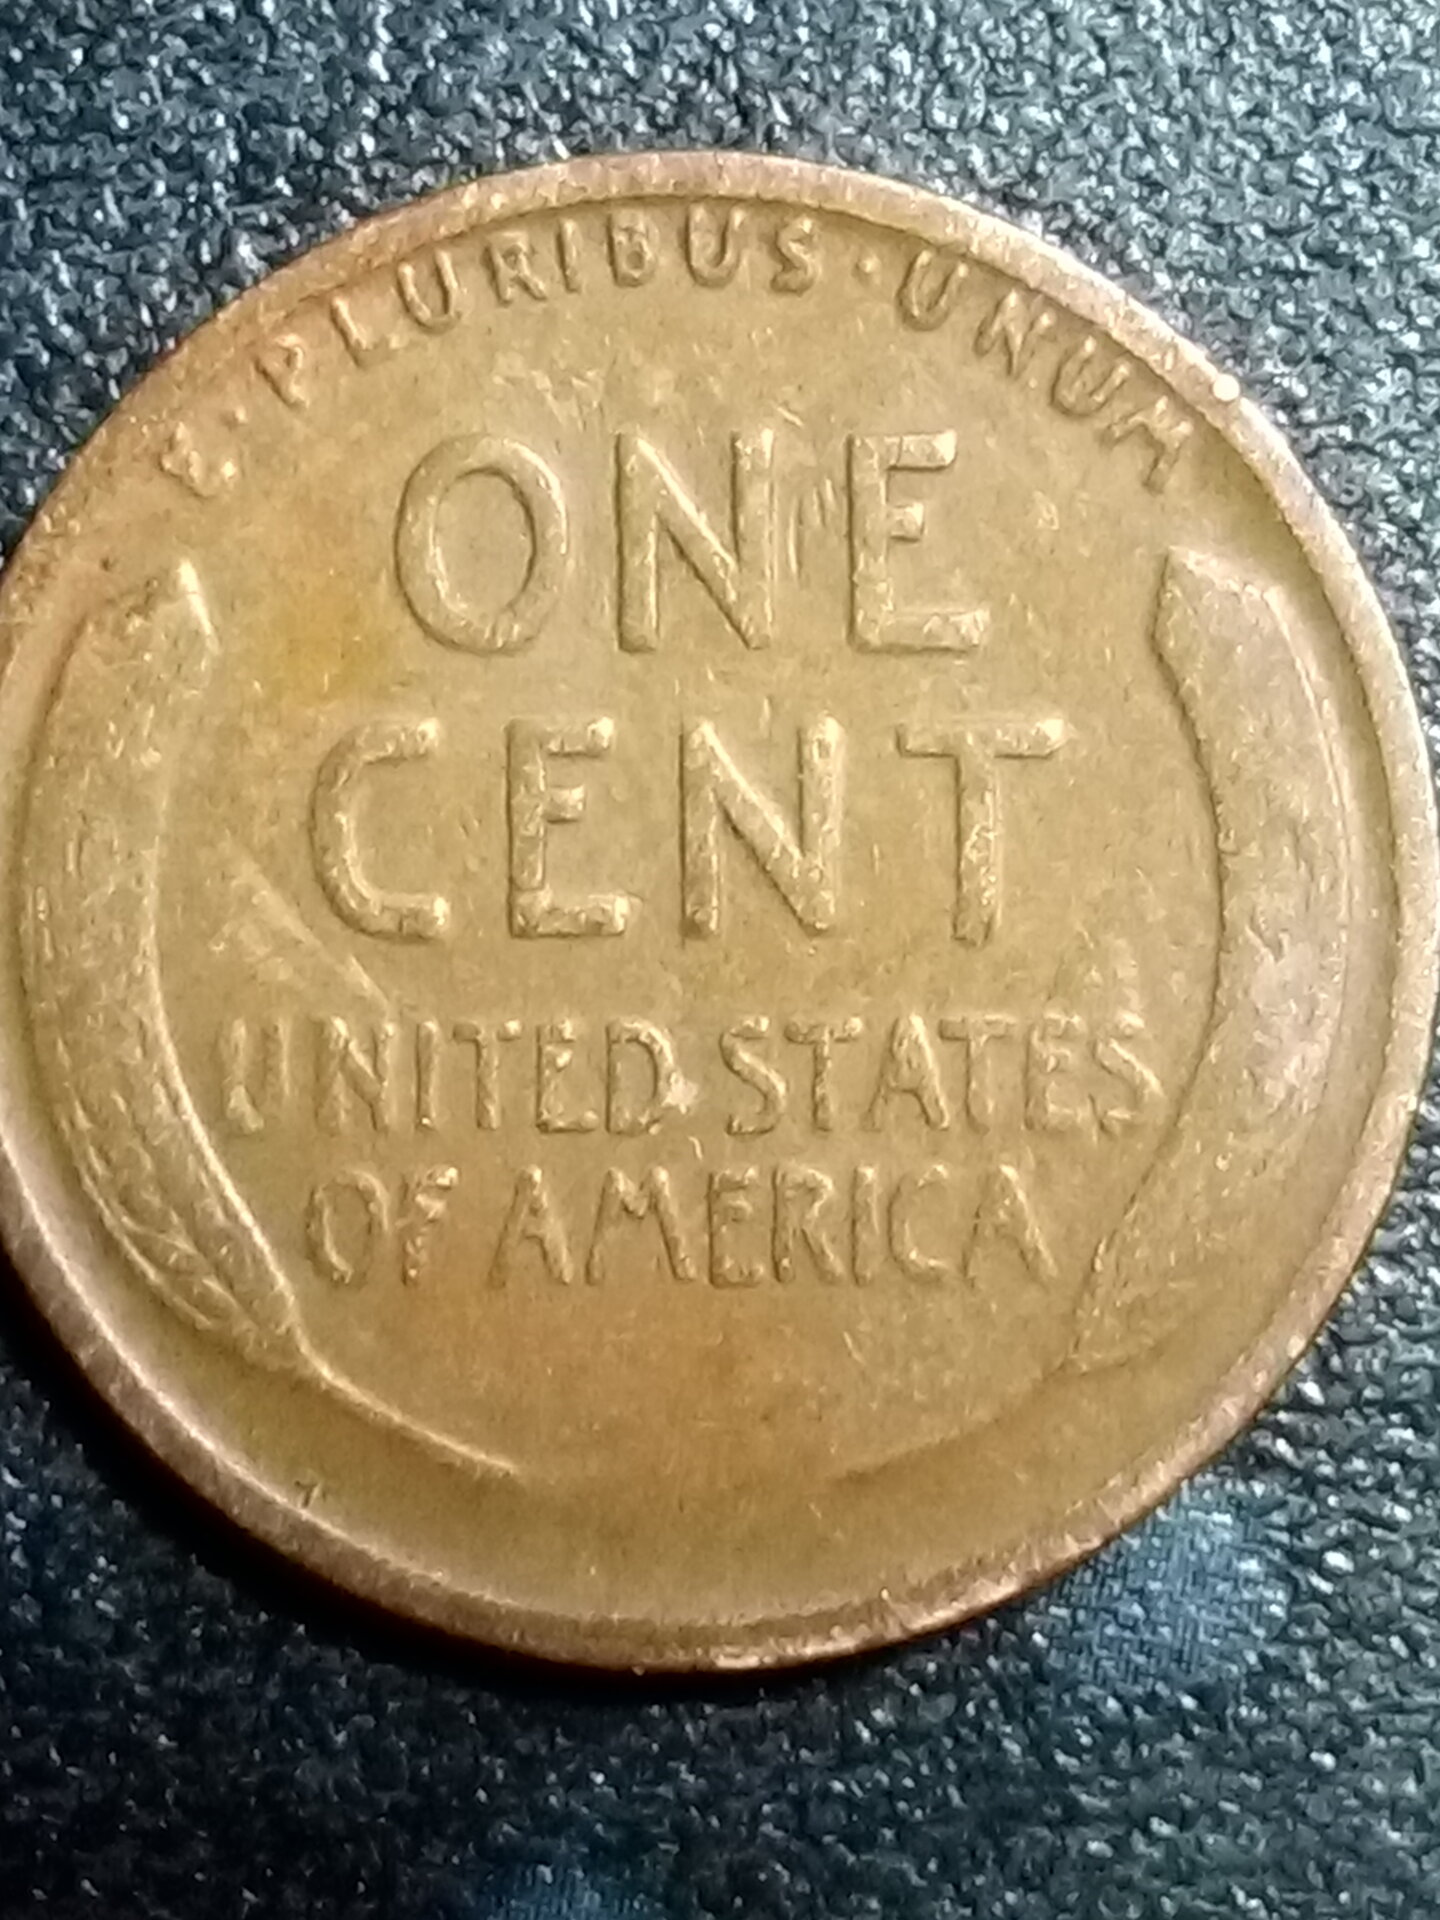 E·PLURIBUS·UNUM
ONE
CENT
UNITED STATES
OF AMERICA